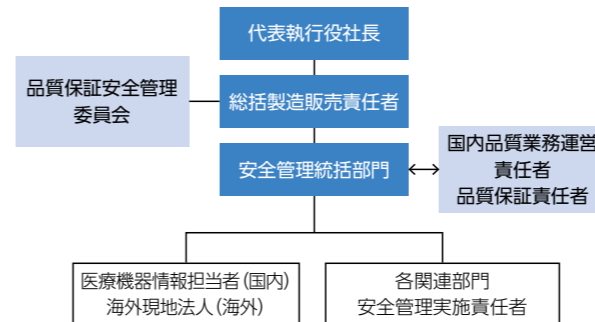 代表執行役社長
品質保証安全管理
委員会
総括製造販売責任者
安全管理統括部門
国内品質業務運営
責任者
品質保証責任者
医療機器情報担当者(国内)
海外現地法人(海外)
各関連部門
安全管理実施責任者